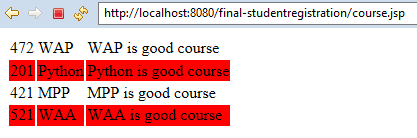 http://localhost:8080/final-studentregistration/course.jsp
472 WAP WAP is good course
201 Python Python is good course
421 MPP MPP is good course
521 WAA WAA is good course